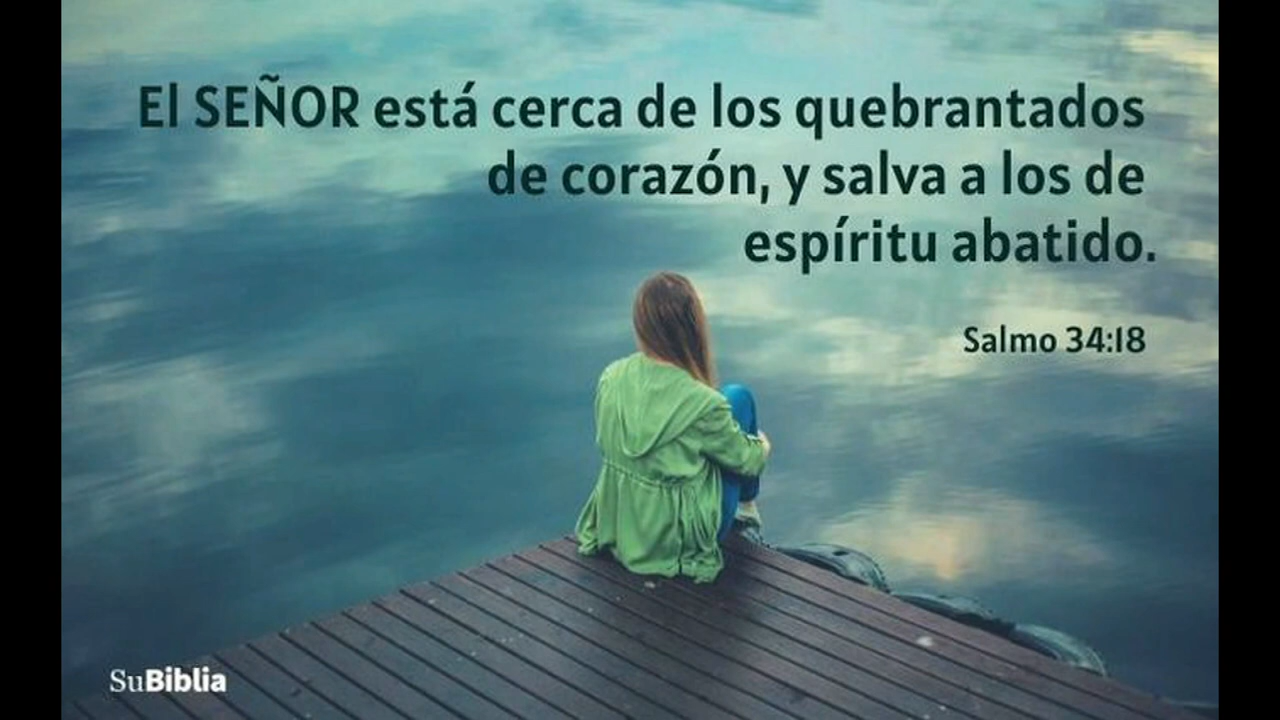 El SEÑOR está cerca de los quebrantados
de corazón, y salva a los de
espíritu abatido.
Salmo 34:18
SuBiblia